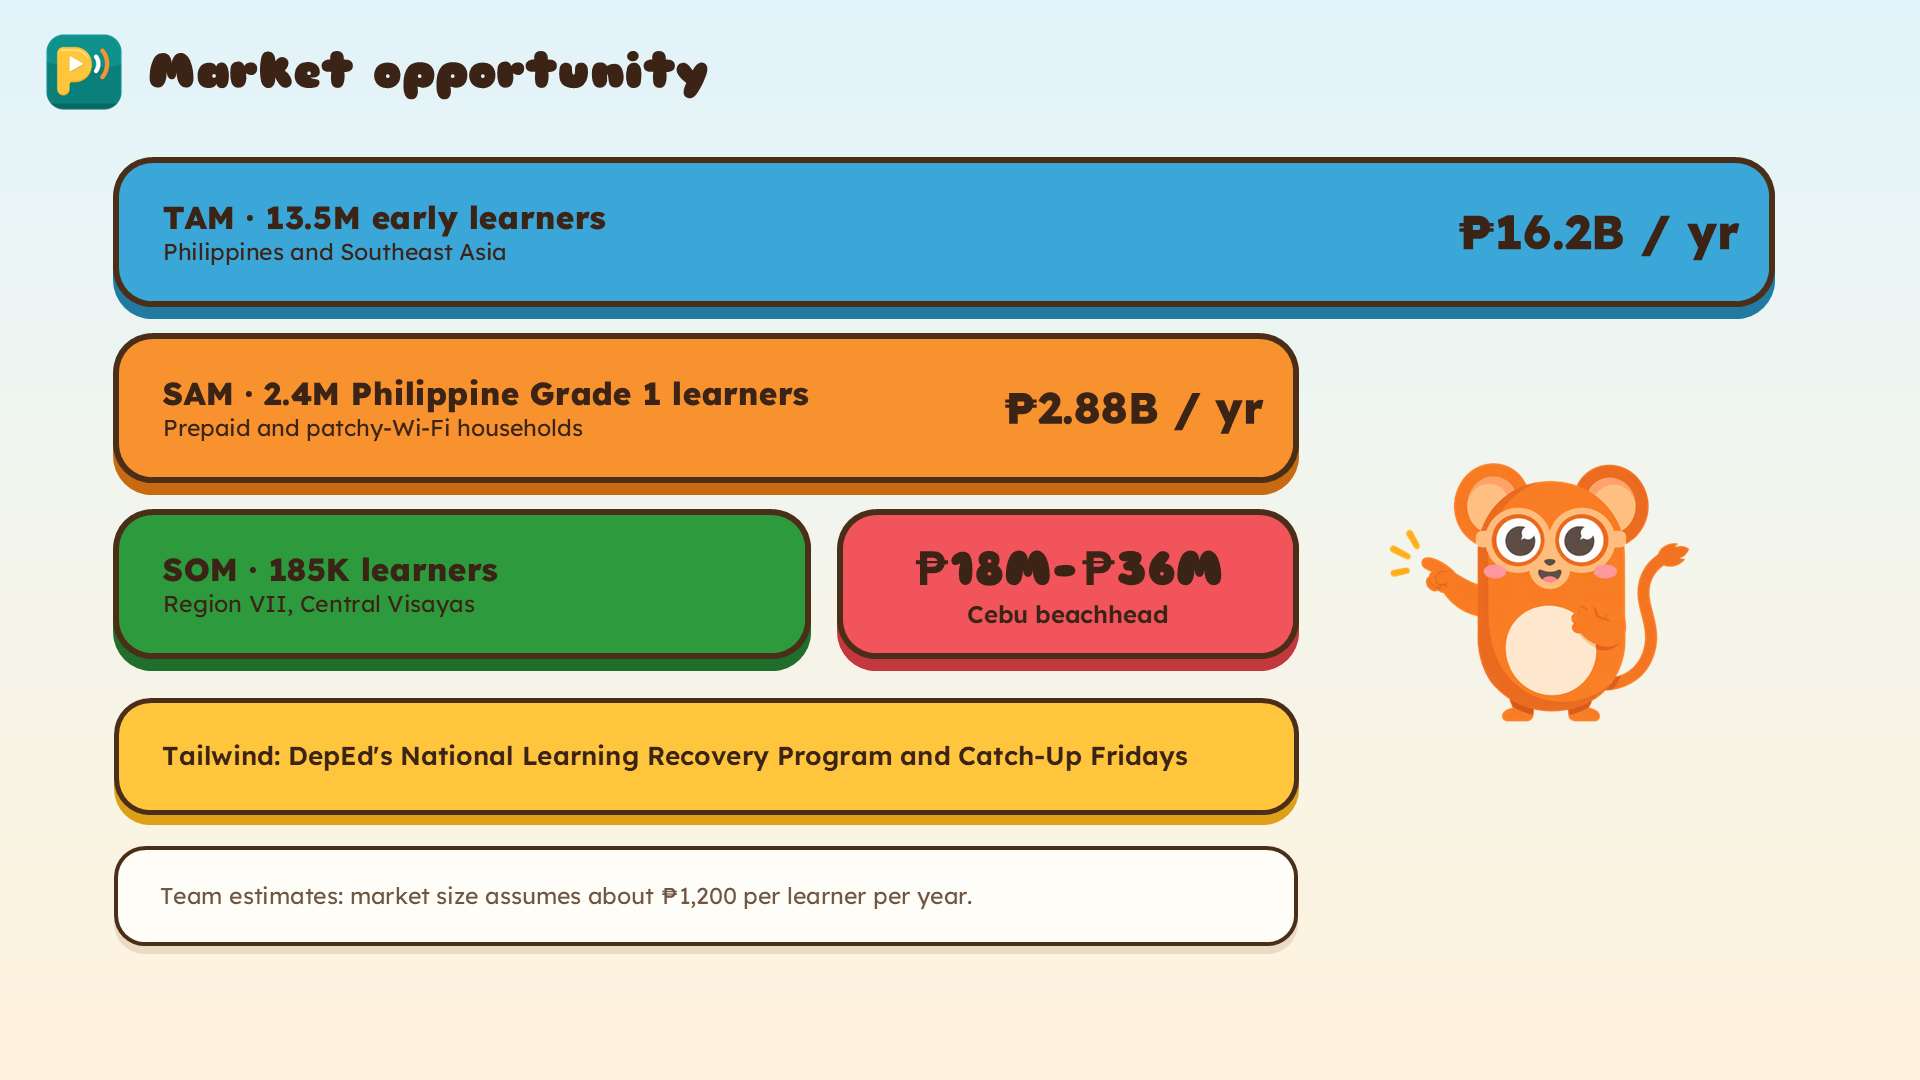 Market opportunity
TAM · 13.5M early learners
Philippines and Southeast Asia
₱16.2B / yr
SAM · 2.4M Philippine Grade 1 learners
Prepaid and patchy-Wi-Fi households
₱2.88B / yr
SOM · 185K learners
Region VII, Central Visayas
₱18M–₱36M
Cebu beachhead
Tailwind: DepEd's National Learning Recovery Program and Catch-Up Fridays
Team estimates: market size assumes about ₱1,200 per learner per year.